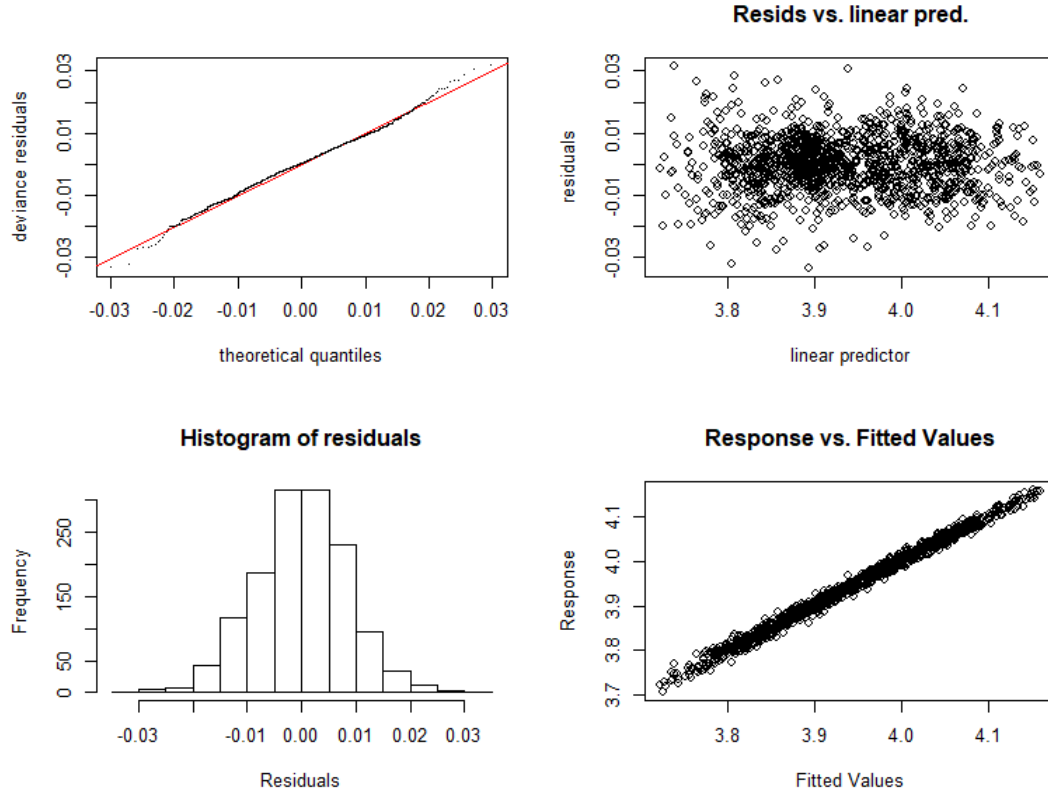 Resids vs. linear pred.
deviance residuals
-0.03 -0.01 0.01 0.03
-0.03 -0.02 -0.01 0.00 0.01 0.02 0.03
theoretical quantiles
residuals
-0.03 -0.01 0.01 0.03
3.8 3.9 4.0 4.1
linear predictor
Histogram of residuals
Frequency
0 50 150 250
-0.03 -0.01 0.00 0.01 0.02 0.03
Residuals
Response vs. Fitted Values
Response
3.7 3.8 3.9 4.0 4.1
3.8 3.9 4.0 4.1
Fitted Values